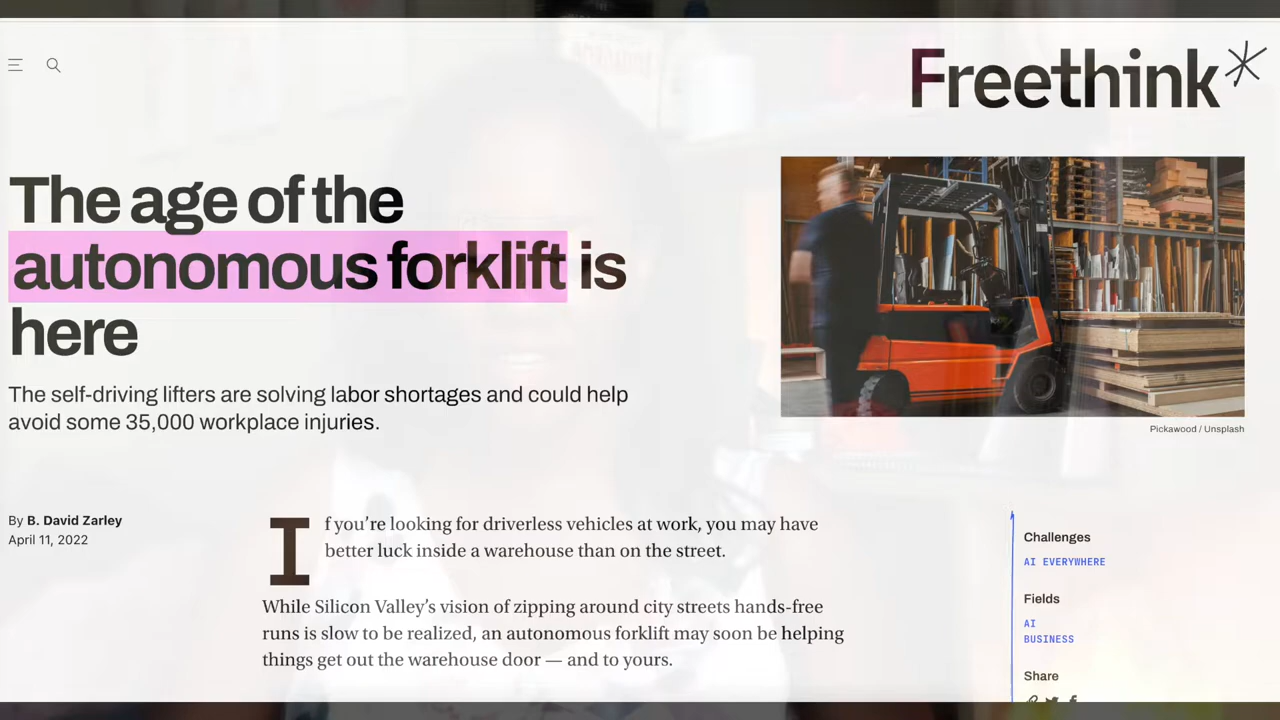 Freethink
The age of the
autonomous forklift is
here
The self-driving lifters are solving labor shortages and could help
avoid some 35,000 workplace injuries.
Pickawood / Unsplash
By B. David Zarley
April 11, 2022
If you're looking for driverless vehicles at work, you may have
better luck inside a warehouse than on the street.
While Silicon Valley's vision of zipping around city streets hands-free
runs is slow to be realized, an autonomous forklift may soon be helping
things get out the warehouse door — and to yours.
Challenges
AI EVERYWHERE
Fields
AI
BUSINESS
Share